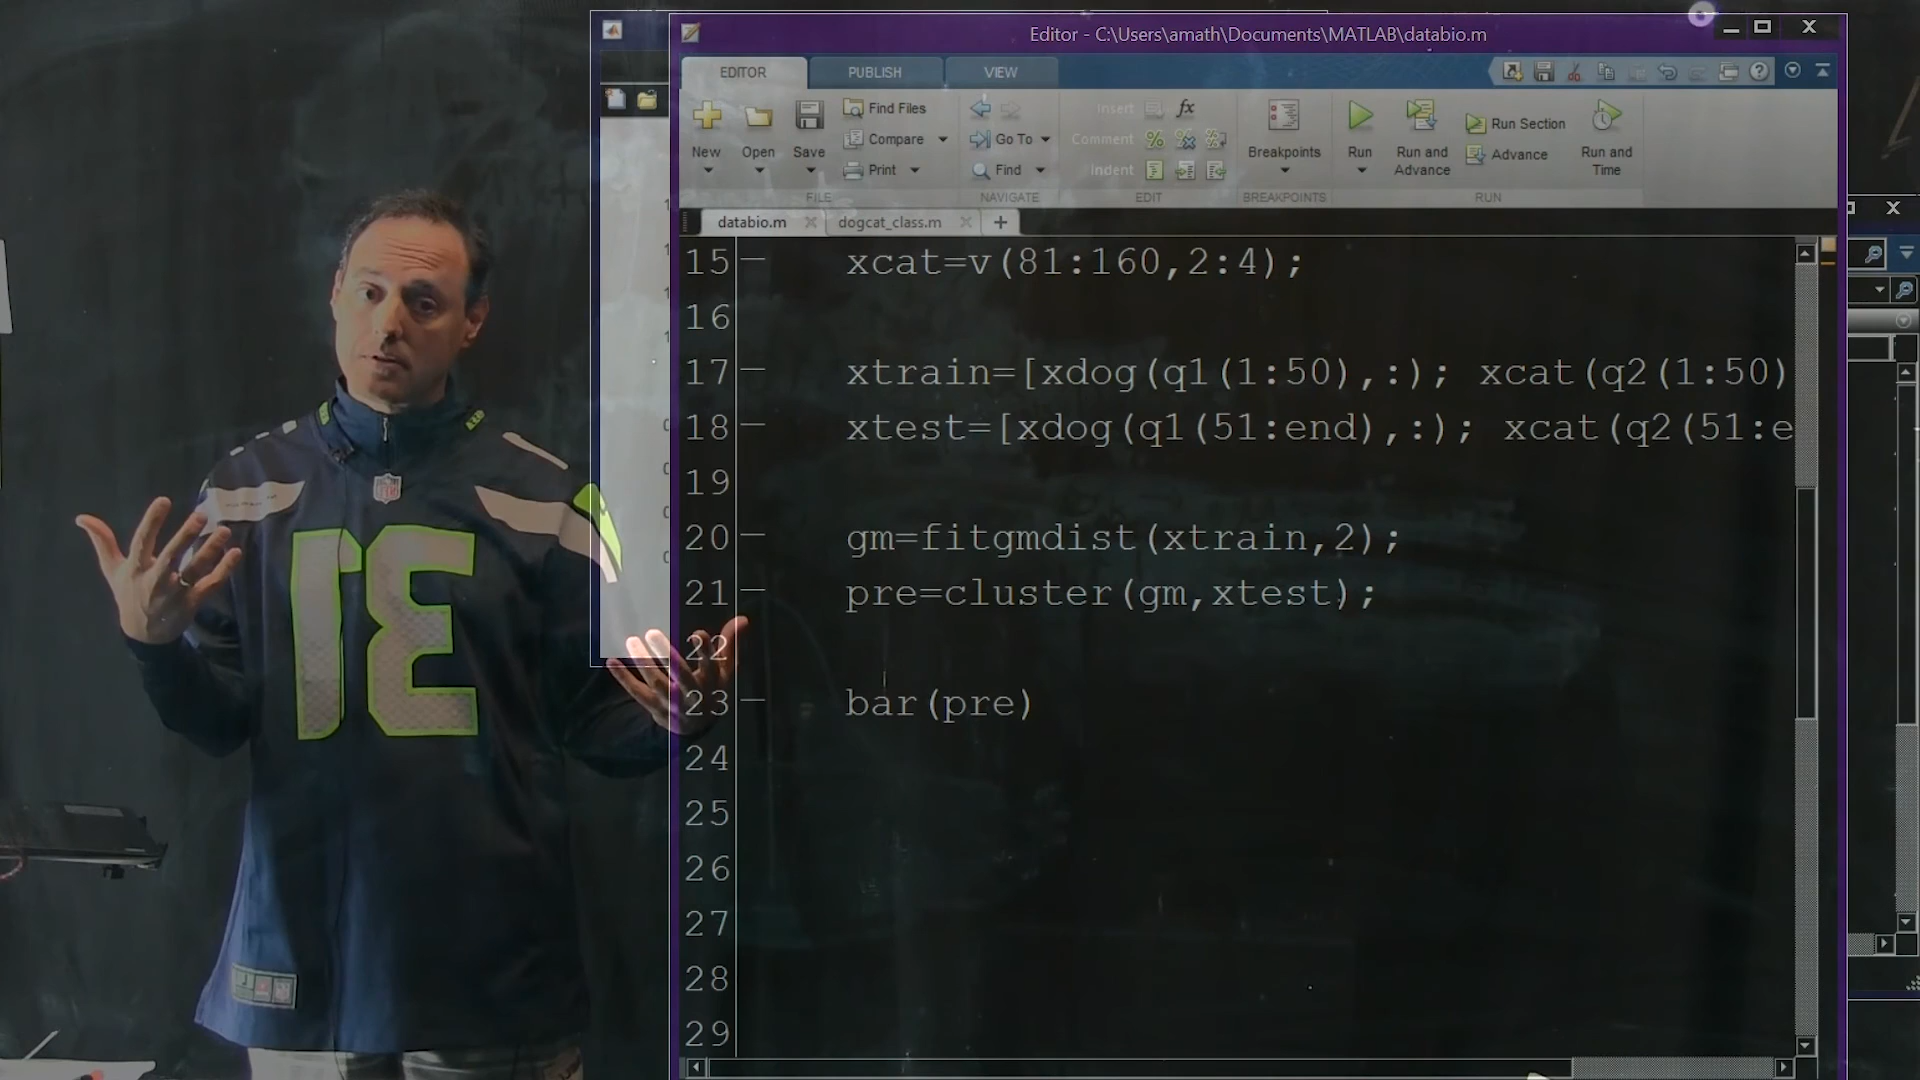 Editor - C:\Users\amath\Documents\MATLAB\databio.m
EDITOR PUBLISH VIEW
New Open Save Find Files Compare Print
Insert fx Comment Indent
Go To Find
Breakpoints Run Run and Advance Run Section Advance Run and Time
FILE NAVIGATE EDIT BREAKPOINTS RUN
databio.m dogcat_class.m
15 xcat=v(81:160,2:4);
16
17 xtrain=[xdog(q1(1:50),:); xcat(q2(1:50)
18 xtest=[xdog(q1(51:end),:); xcat(q2(51:e
19
20 gm=fitgmdist(xtrain,2);
21 pre=cluster(gm,xtest);
22
23 bar(pre)
24
25
26
27
28
29
31